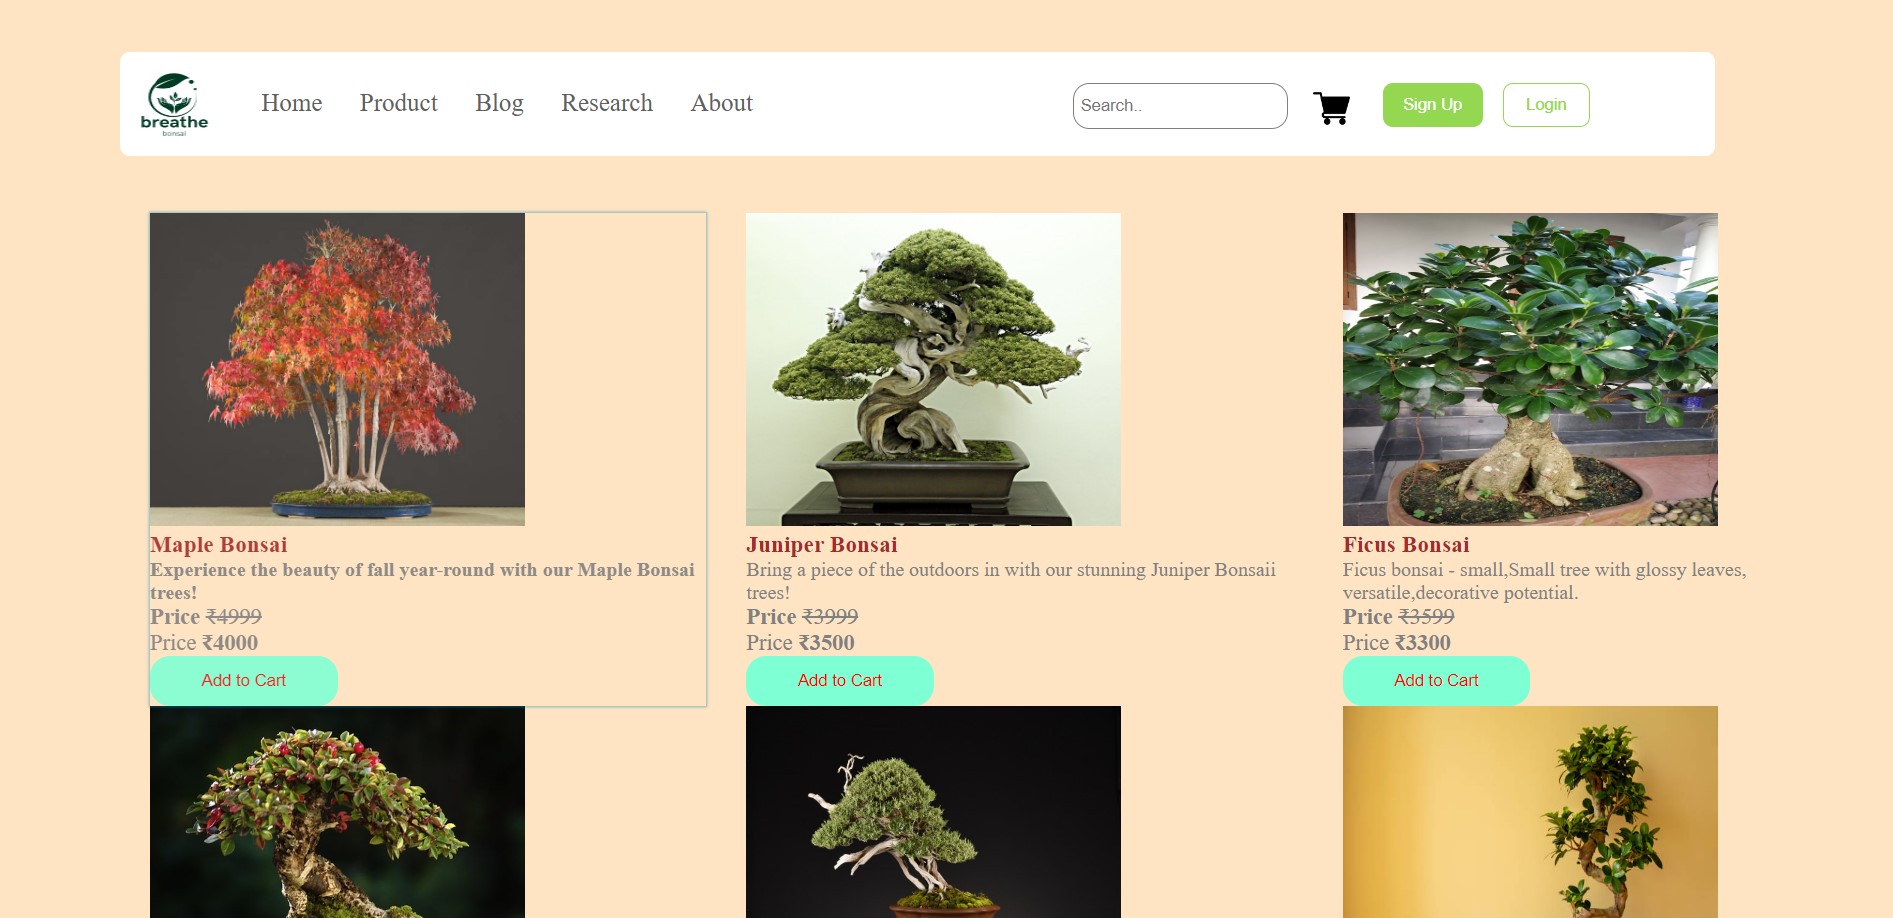 breathe
bonsai
Home Product Blog Research About
Search..
Sign Up
Login
Maple Bonsai
Experience the beauty of fall year-round with our Maple Bonsai
trees!
Price ₹4999
Price ₹4000
Add to Cart
Juniper Bonsai
Bring a piece of the outdoors in with our stunning Juniper Bonsaii
trees!
Price ₹3999
Price ₹3500
Add to Cart
Ficus Bonsai
Ficus bonsai - small,Small tree with glossy leaves,
versatile,decorative potential.
Price ₹3599
Price ₹3300
Add to Cart